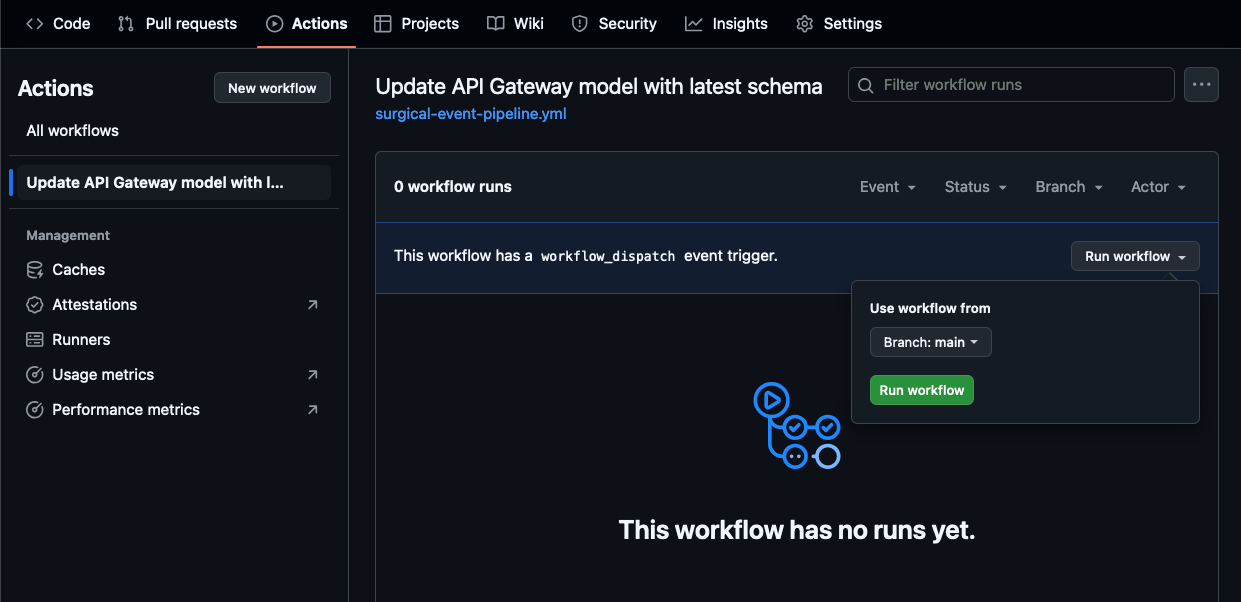 Code Pull requests Actions Projects Wiki Security Insights Settings
Actions
New workflow
All workflows
Update API Gateway model with l...
Management
Caches
Attestations
Runners
Usage metrics
Performance metrics
Update API Gateway model with latest schema
surgical-event-pipeline.yml
Filter workflow runs
0 workflow runs
Event Status Branch Actor
This workflow has a workflow_dispatch event trigger.
Run workflow
Use workflow from
Branch: main
Run workflow
This workflow has no runs yet.